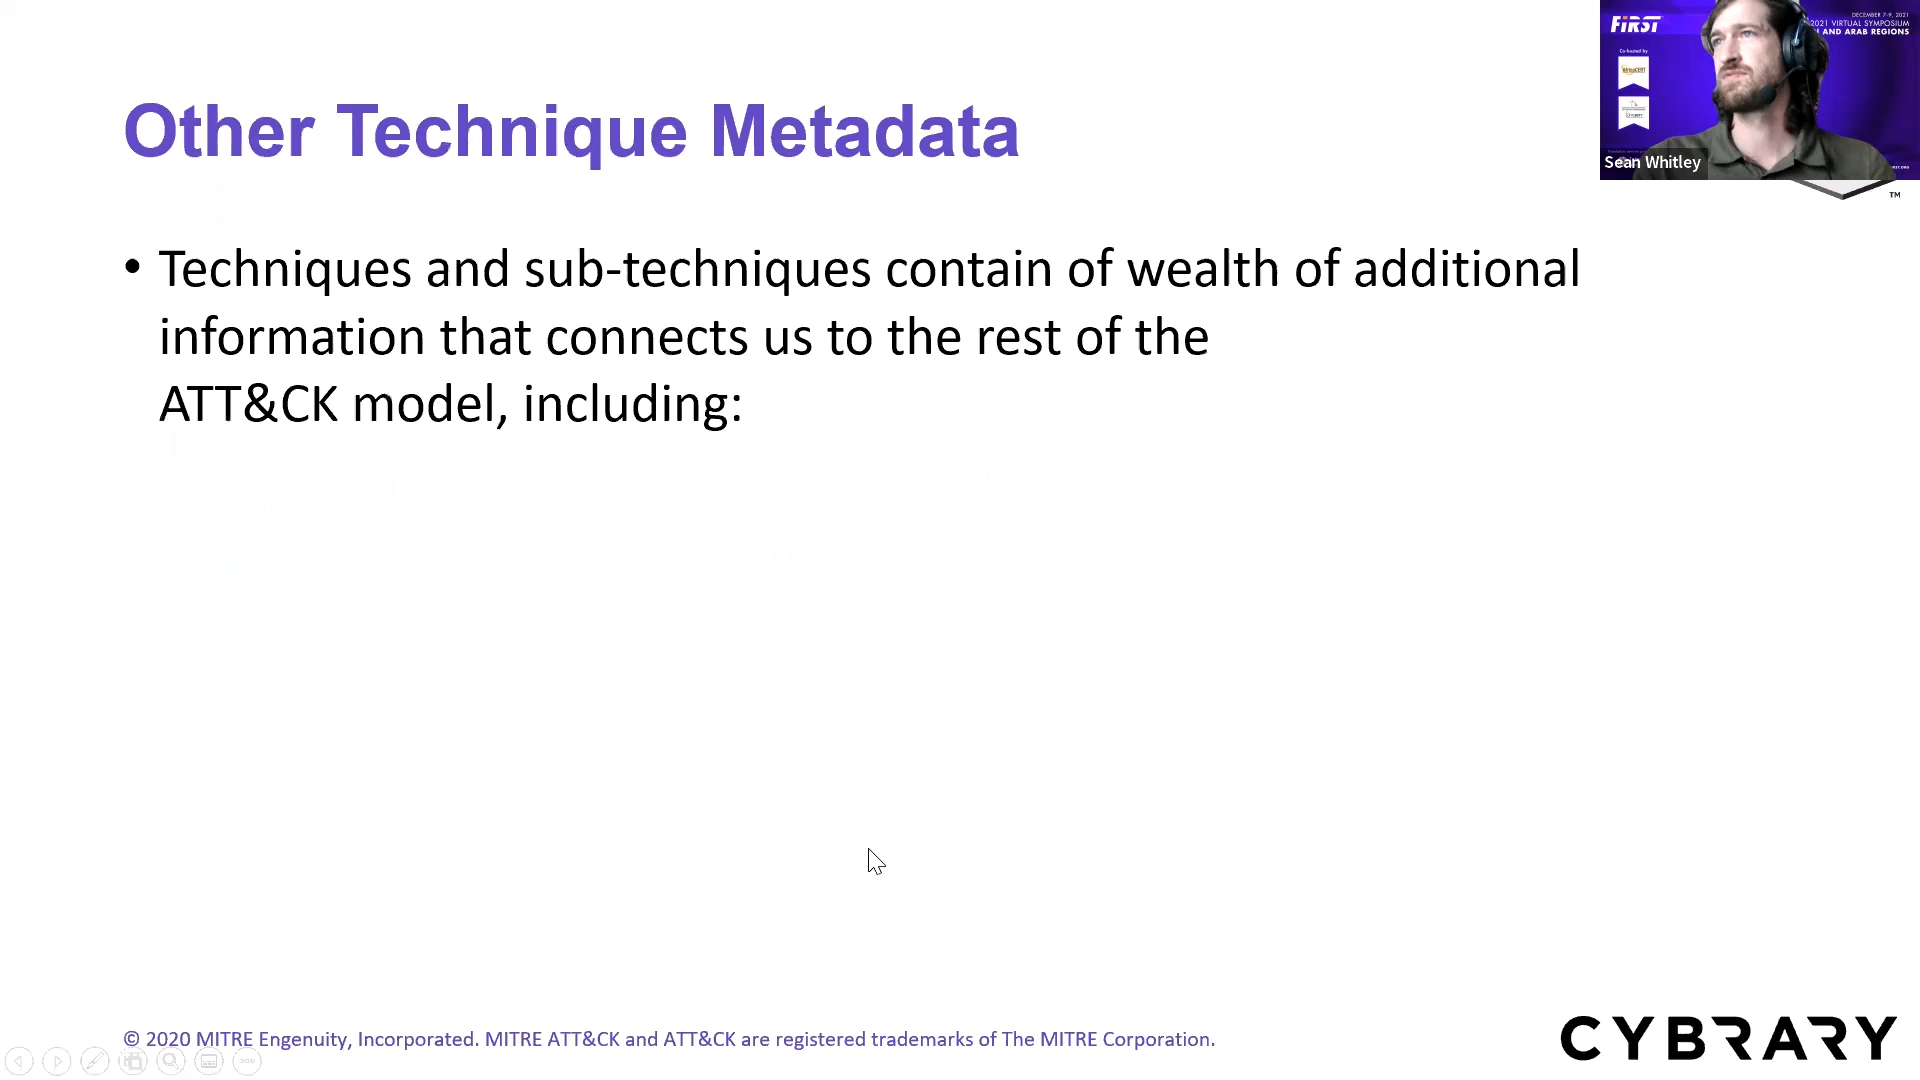 FIRST
DECEMBER 7-9, 2021
2021 VIRTUAL SYMPOSIUM
AND ARAB REGIONS
Co-hosted by
Sean Whitley
TM
Other Technique Metadata
• Techniques and sub-techniques contain of wealth of additional
information that connects us to the rest of the
ATT&CK model, including:
© 2020 MITRE Engenuity, Incorporated. MITRE ATT&CK and ATT&CK are registered trademarks of The MITRE Corporation.
CYBRARY